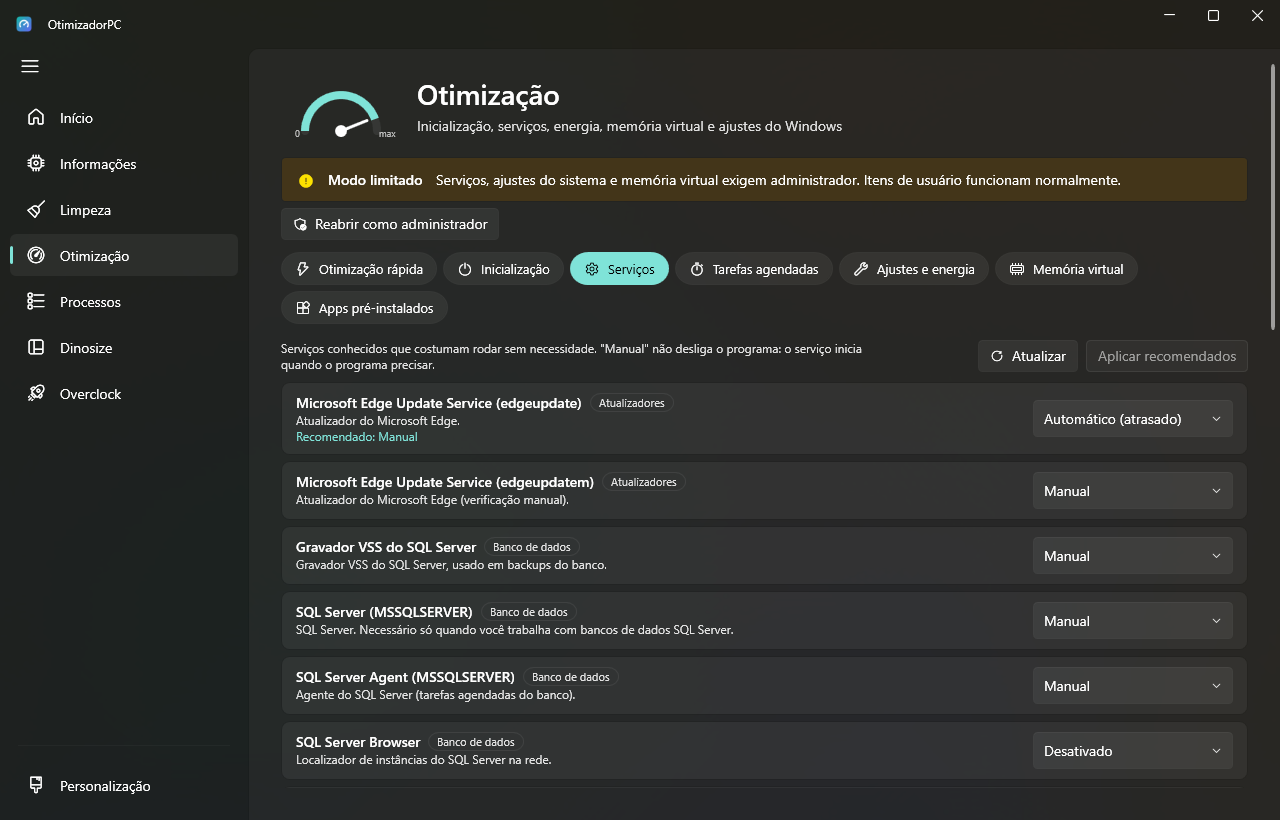 OtimizadorPC
Início
Informações
Limpeza
Otimização
Processos
Dinosize
Overclock
Personalização
0
max
Otimização
Inicialização, serviços, energia, memória virtual e ajustes do Windows
Modo limitado Serviços, ajustes do sistema e memória virtual exigem administrador. Itens de usuário funcionam normalmente.
Reabrir como administrador
Otimização rápida
Inicialização
Serviços
Tarefas agendadas
Ajustes e energia
Memória virtual
Apps pré-instalados
Serviços conhecidos que costumam rodar sem necessidade. "Manual" não desliga o programa: o serviço inicia
quando o programa precisar.
Atualizar
Aplicar recomendados
Microsoft Edge Update Service (edgeupdate) Atualizadores
Atualizador do Microsoft Edge.
Recomendado: Manual
Automático (atrasado)
Microsoft Edge Update Service (edgeupdatem) Atualizadores
Atualizador do Microsoft Edge (verificação manual).
Manual
Gravador VSS do SQL Server Banco de dados
Gravador VSS do SQL Server, usado em backups do banco.
Manual
SQL Server (MSSQLSERVER) Banco de dados
SQL Server. Necessário só quando você trabalha com bancos de dados SQL Server.
Manual
SQL Server Agent (MSSQLSERVER) Banco de dados
Agente do SQL Server (tarefas agendadas do banco).
Manual
SQL Server Browser Banco de dados
Localizador de instâncias do SQL Server na rede.
Desativado